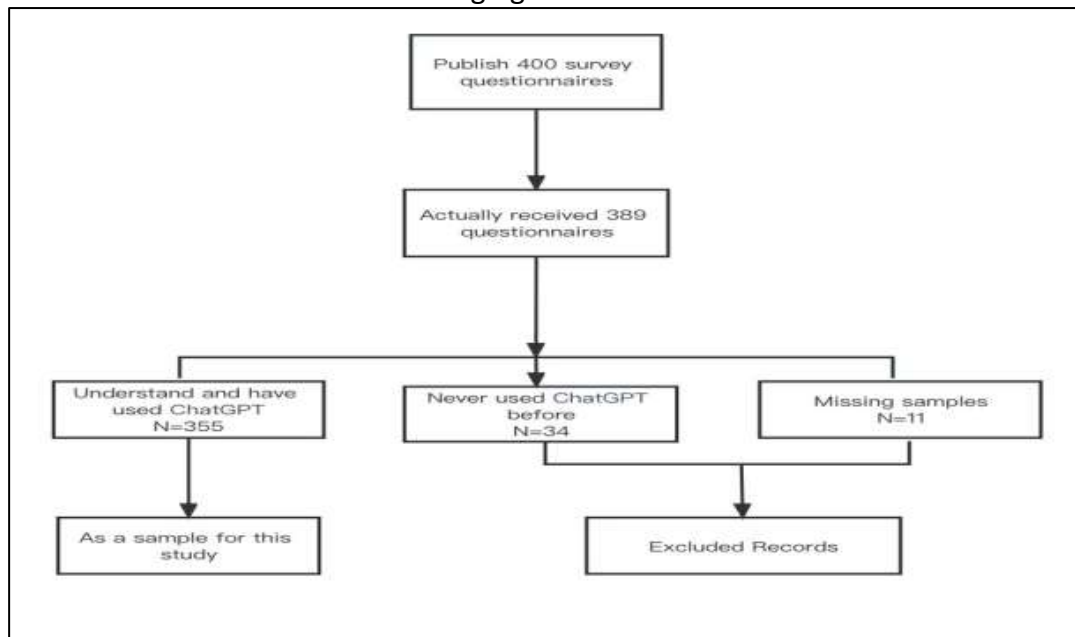 Publish 400 survey
questionnaires
Actually received 389
questionnaires
Understand and have
used ChatGPT
N=355
Never used ChatGPT
before
N=34
Missing samples
N=11
As a sample for this
study
Excluded Records